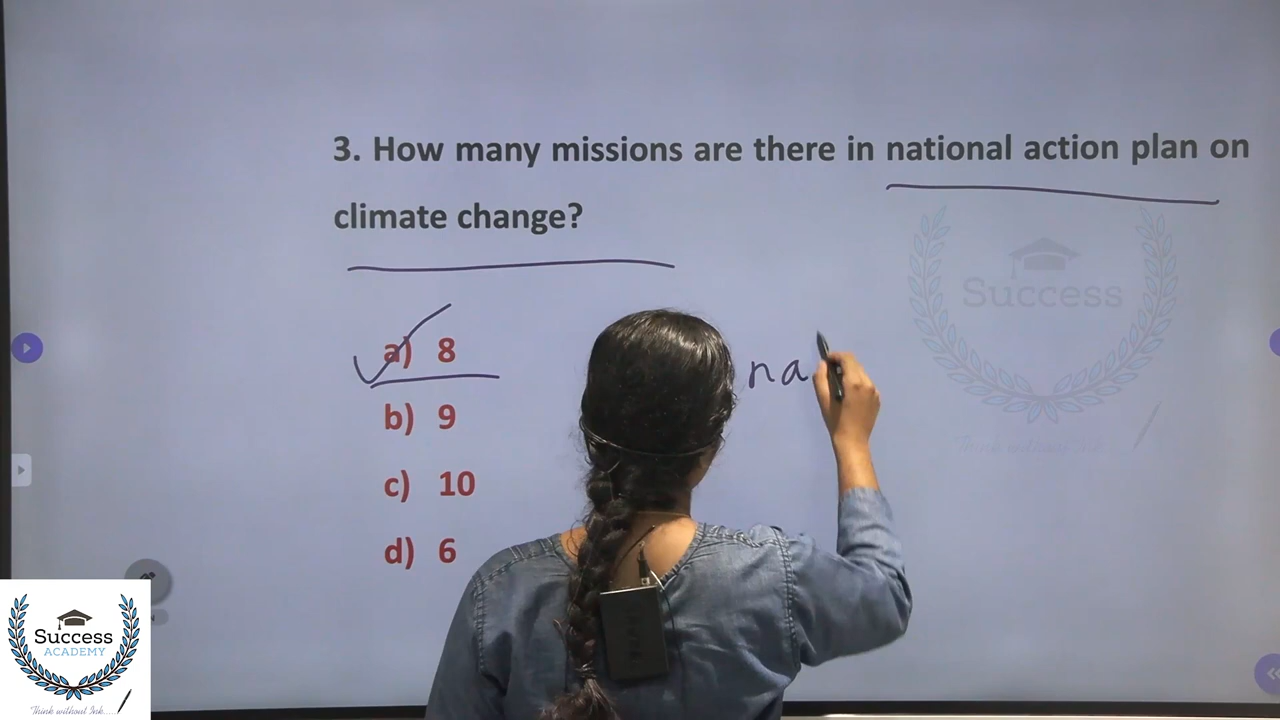 3. How many missions are there in national action plan on
climate change?
a) 8
b) 9
c) 10
d) 6
na
Success
Success
ACADEMY
Think without Ink.....